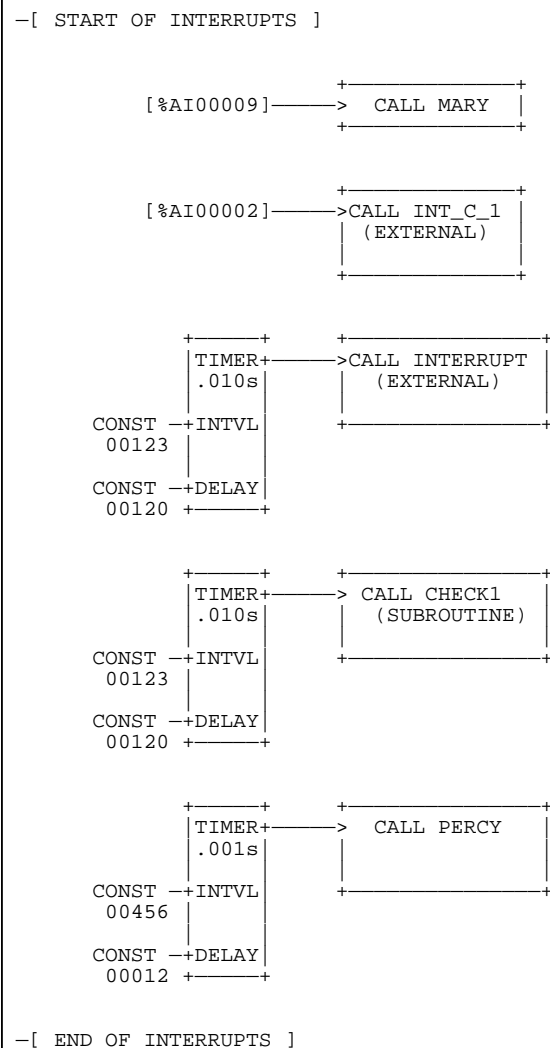 [ START OF INTERRUPTS ]
[%AI00009] > CALL MARY
[%AI00002] >CALL INT_C_1
(EXTERNAL)
TIMER >CALL INTERRUPT
.010s (EXTERNAL)
CONST INTVL
00123
CONST DELAY
00120
TIMER > CALL CHECK1
.010s (SUBROUTINE)
CONST INTVL
00123
CONST DELAY
00120
TIMER > CALL PERCY
.001s
CONST INTVL
00456
CONST DELAY
00012
[ END OF INTERRUPTS ]